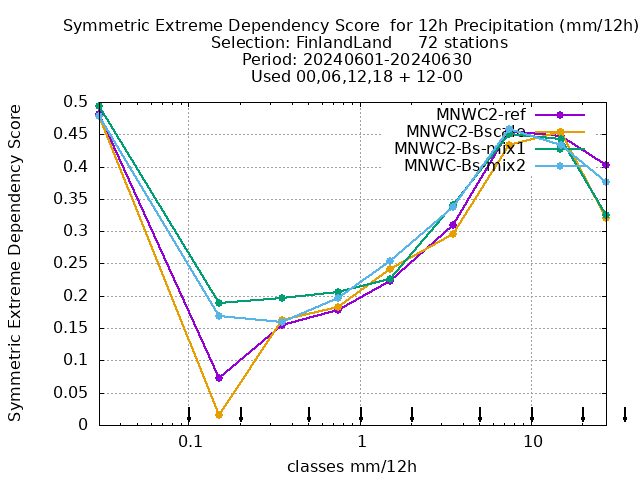 Symmetric Extreme Dependency Score  for 12h Precipitation (mm/12h)
Selection: FinlandLand     72 stations
Period: 20240601-20240630
Used 00,06,12,18 + 12-00
Symmetric Extreme Dependency Score
0.5
0.45
0.4
0.35
0.3
0.25
0.2
0.15
0.1
0.05
0
MNWC2-ref
MNWC2-Bscale
MNWC2-Bs-mix1
MNWC-Bs-mix2
0.1 1 10
classes mm/12h